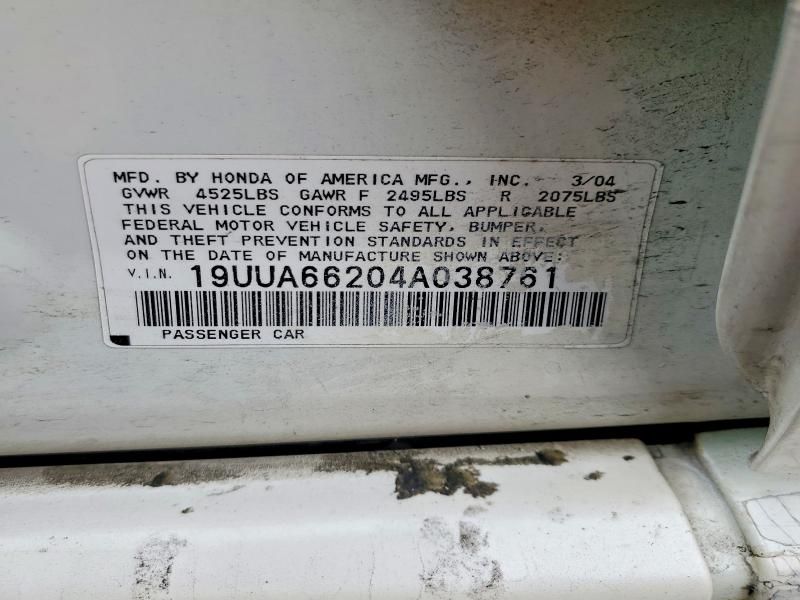 MFD. BY HONDA OF AMERICA MFG., INC. 3/04
GVWR 4525LBS GAWR F 2495LBS R 2075LBS
THIS VEHICLE CONFORMS TO ALL APPLICABLE
FEDERAL MOTOR VEHICLE SAFETY, BUMPER,
AND THEFT PREVENTION STANDARDS IN EFFECT
ON THE DATE OF MANUFACTURE SHOWN ABOVE:
V.I.N. 19UUA66204A038761
PASSENGER CAR